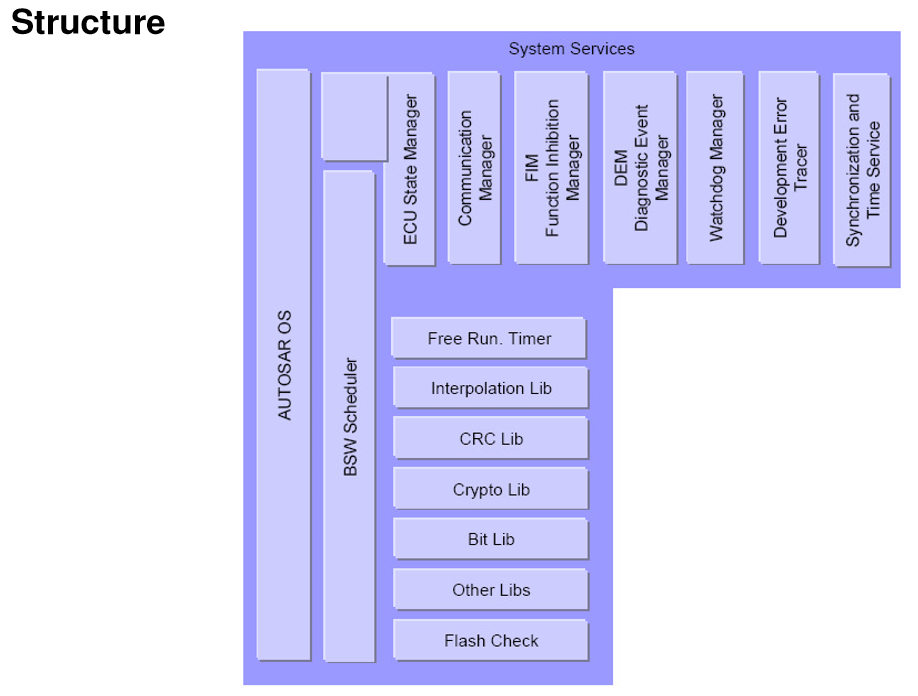 Structure
System Services
AUTOSAR OS
BSW Scheduler
ECU State Manager
Communication
Manager
FIM
Function Inhibition
Manager
DEM
Diagnostic Event
Manager
Watchdog Manager
Development Error
Tracer
Synchronization and
Time Service
Free Run. Timer
Interpolation Lib
CRC Lib
Crypto Lib
Bit Lib
Other Libs
Flash Check